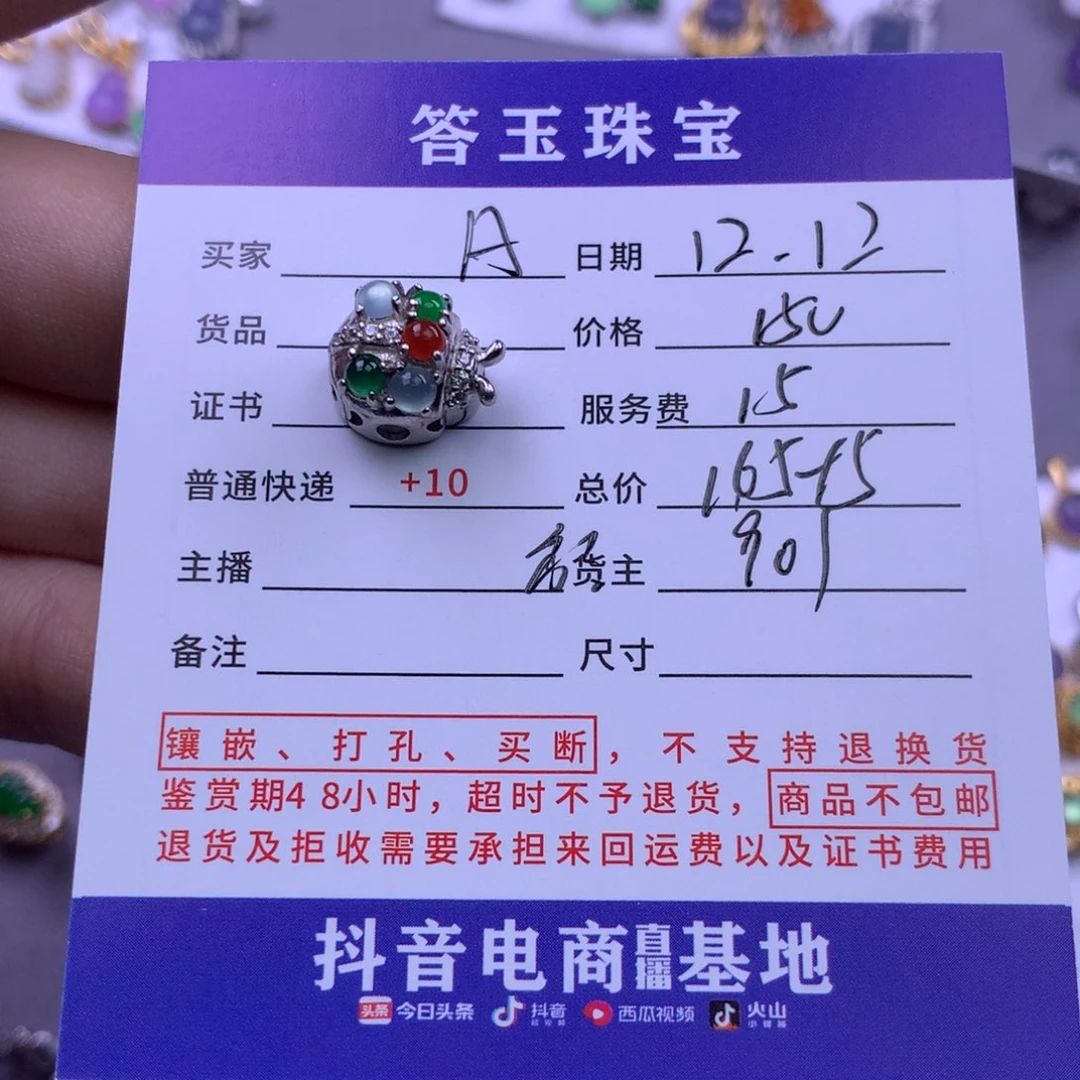 答玉珠宝
买家 A 日期 12-12
货品 价格 150
证书 服务费 15
普通快递 +10 总价 165+15
主播 货主 901
备注 尺寸
镶嵌、打孔、买断，不支持退换货
鉴赏期48小时，超时不予退货，商品不包邮
退货及拒收需要承担来回运费以及证书费用
抖音电商直播基地
头条 今日头条 抖音 西瓜视频 火山